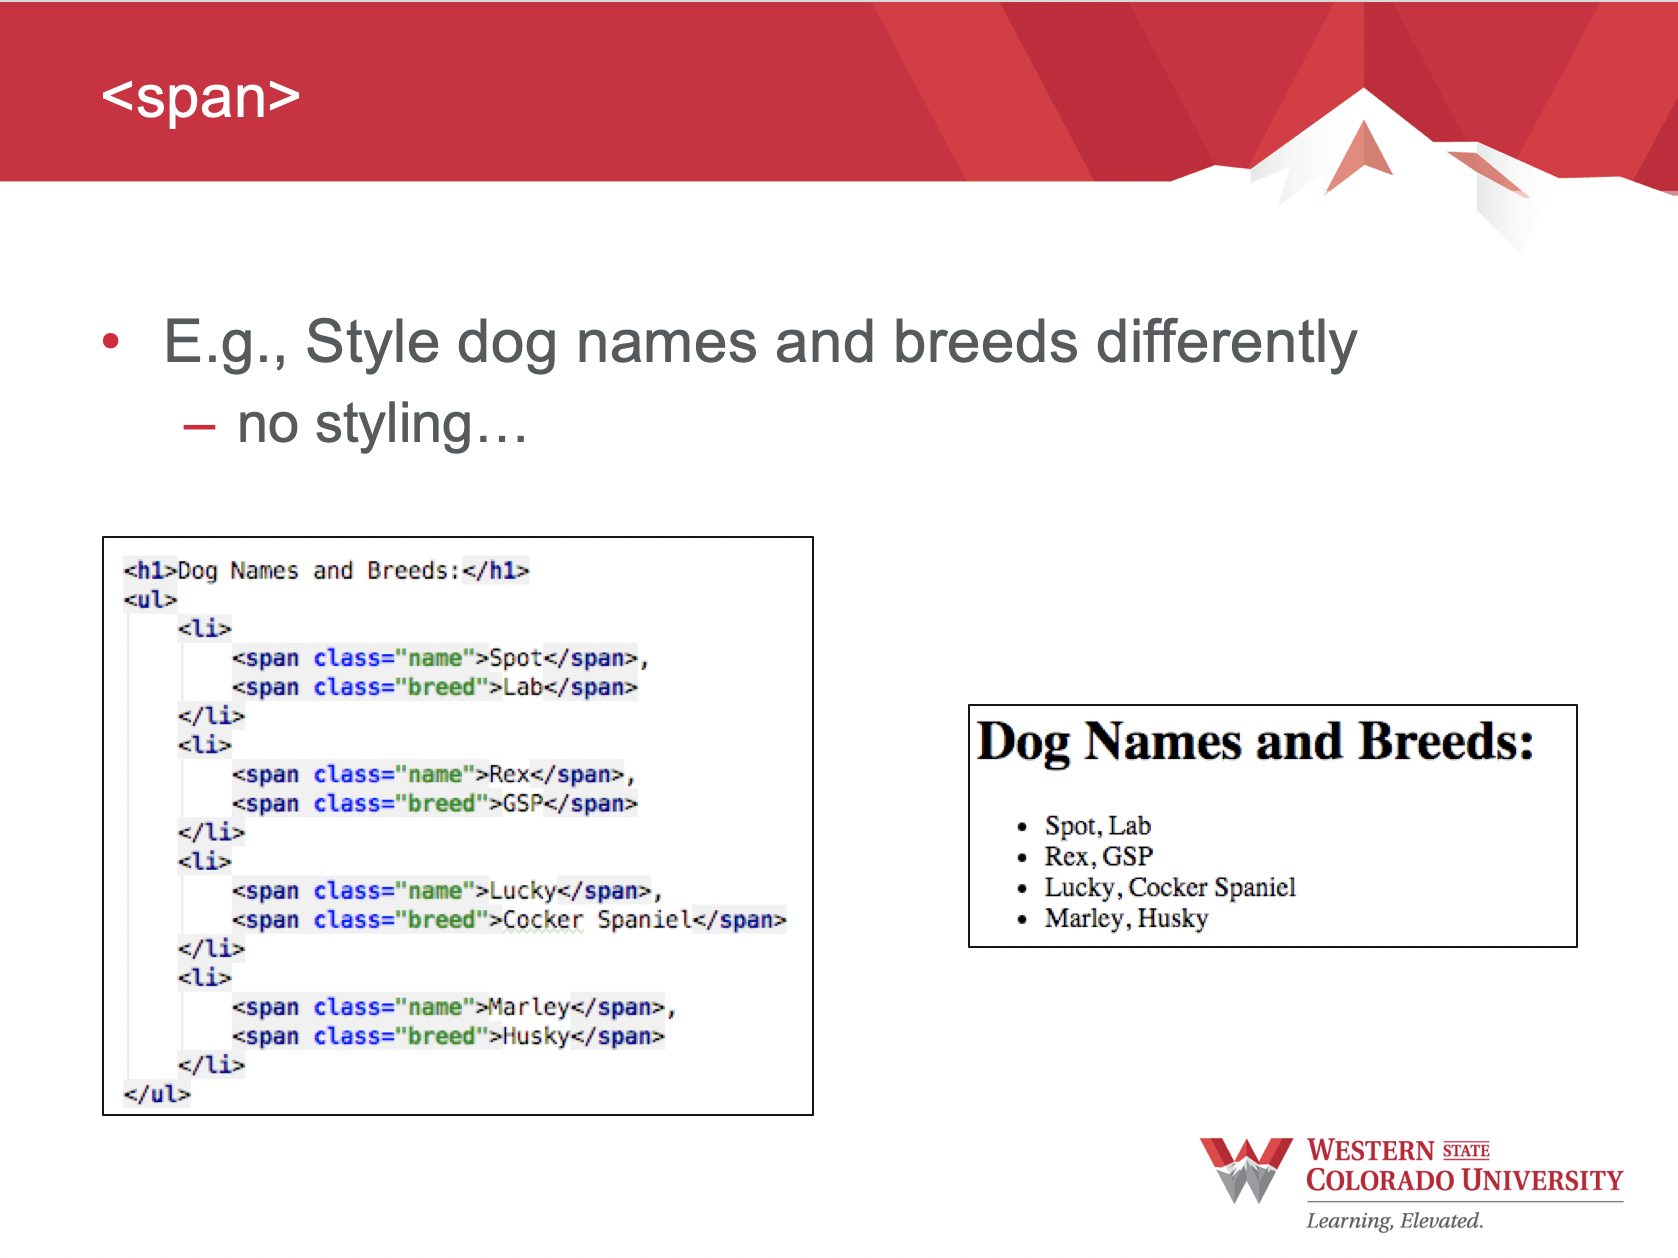 <span>
• E.g., Style dog names and breeds differently
– no styling…
<h1>Dog Names and Breeds:</h1>
<ul>
<li>
<span class="name">Spot</span>,
<span class="breed">Lab</span>
</li>
<li>
<span class="name">Rex</span>,
<span class="breed">GSP</span>
</li>
<li>
<span class="name">Lucky</span>,
<span class="breed">Cocker Spaniel</span>
</li>
<li>
<span class="name">Marley</span>,
<span class="breed">Husky</span>
</li>
</ul>
Dog Names and Breeds:
• Spot, Lab
• Rex, GSP
• Lucky, Cocker Spaniel
• Marley, Husky
WESTERN STATE
COLORADO UNIVERSITY
Learning, Elevated.